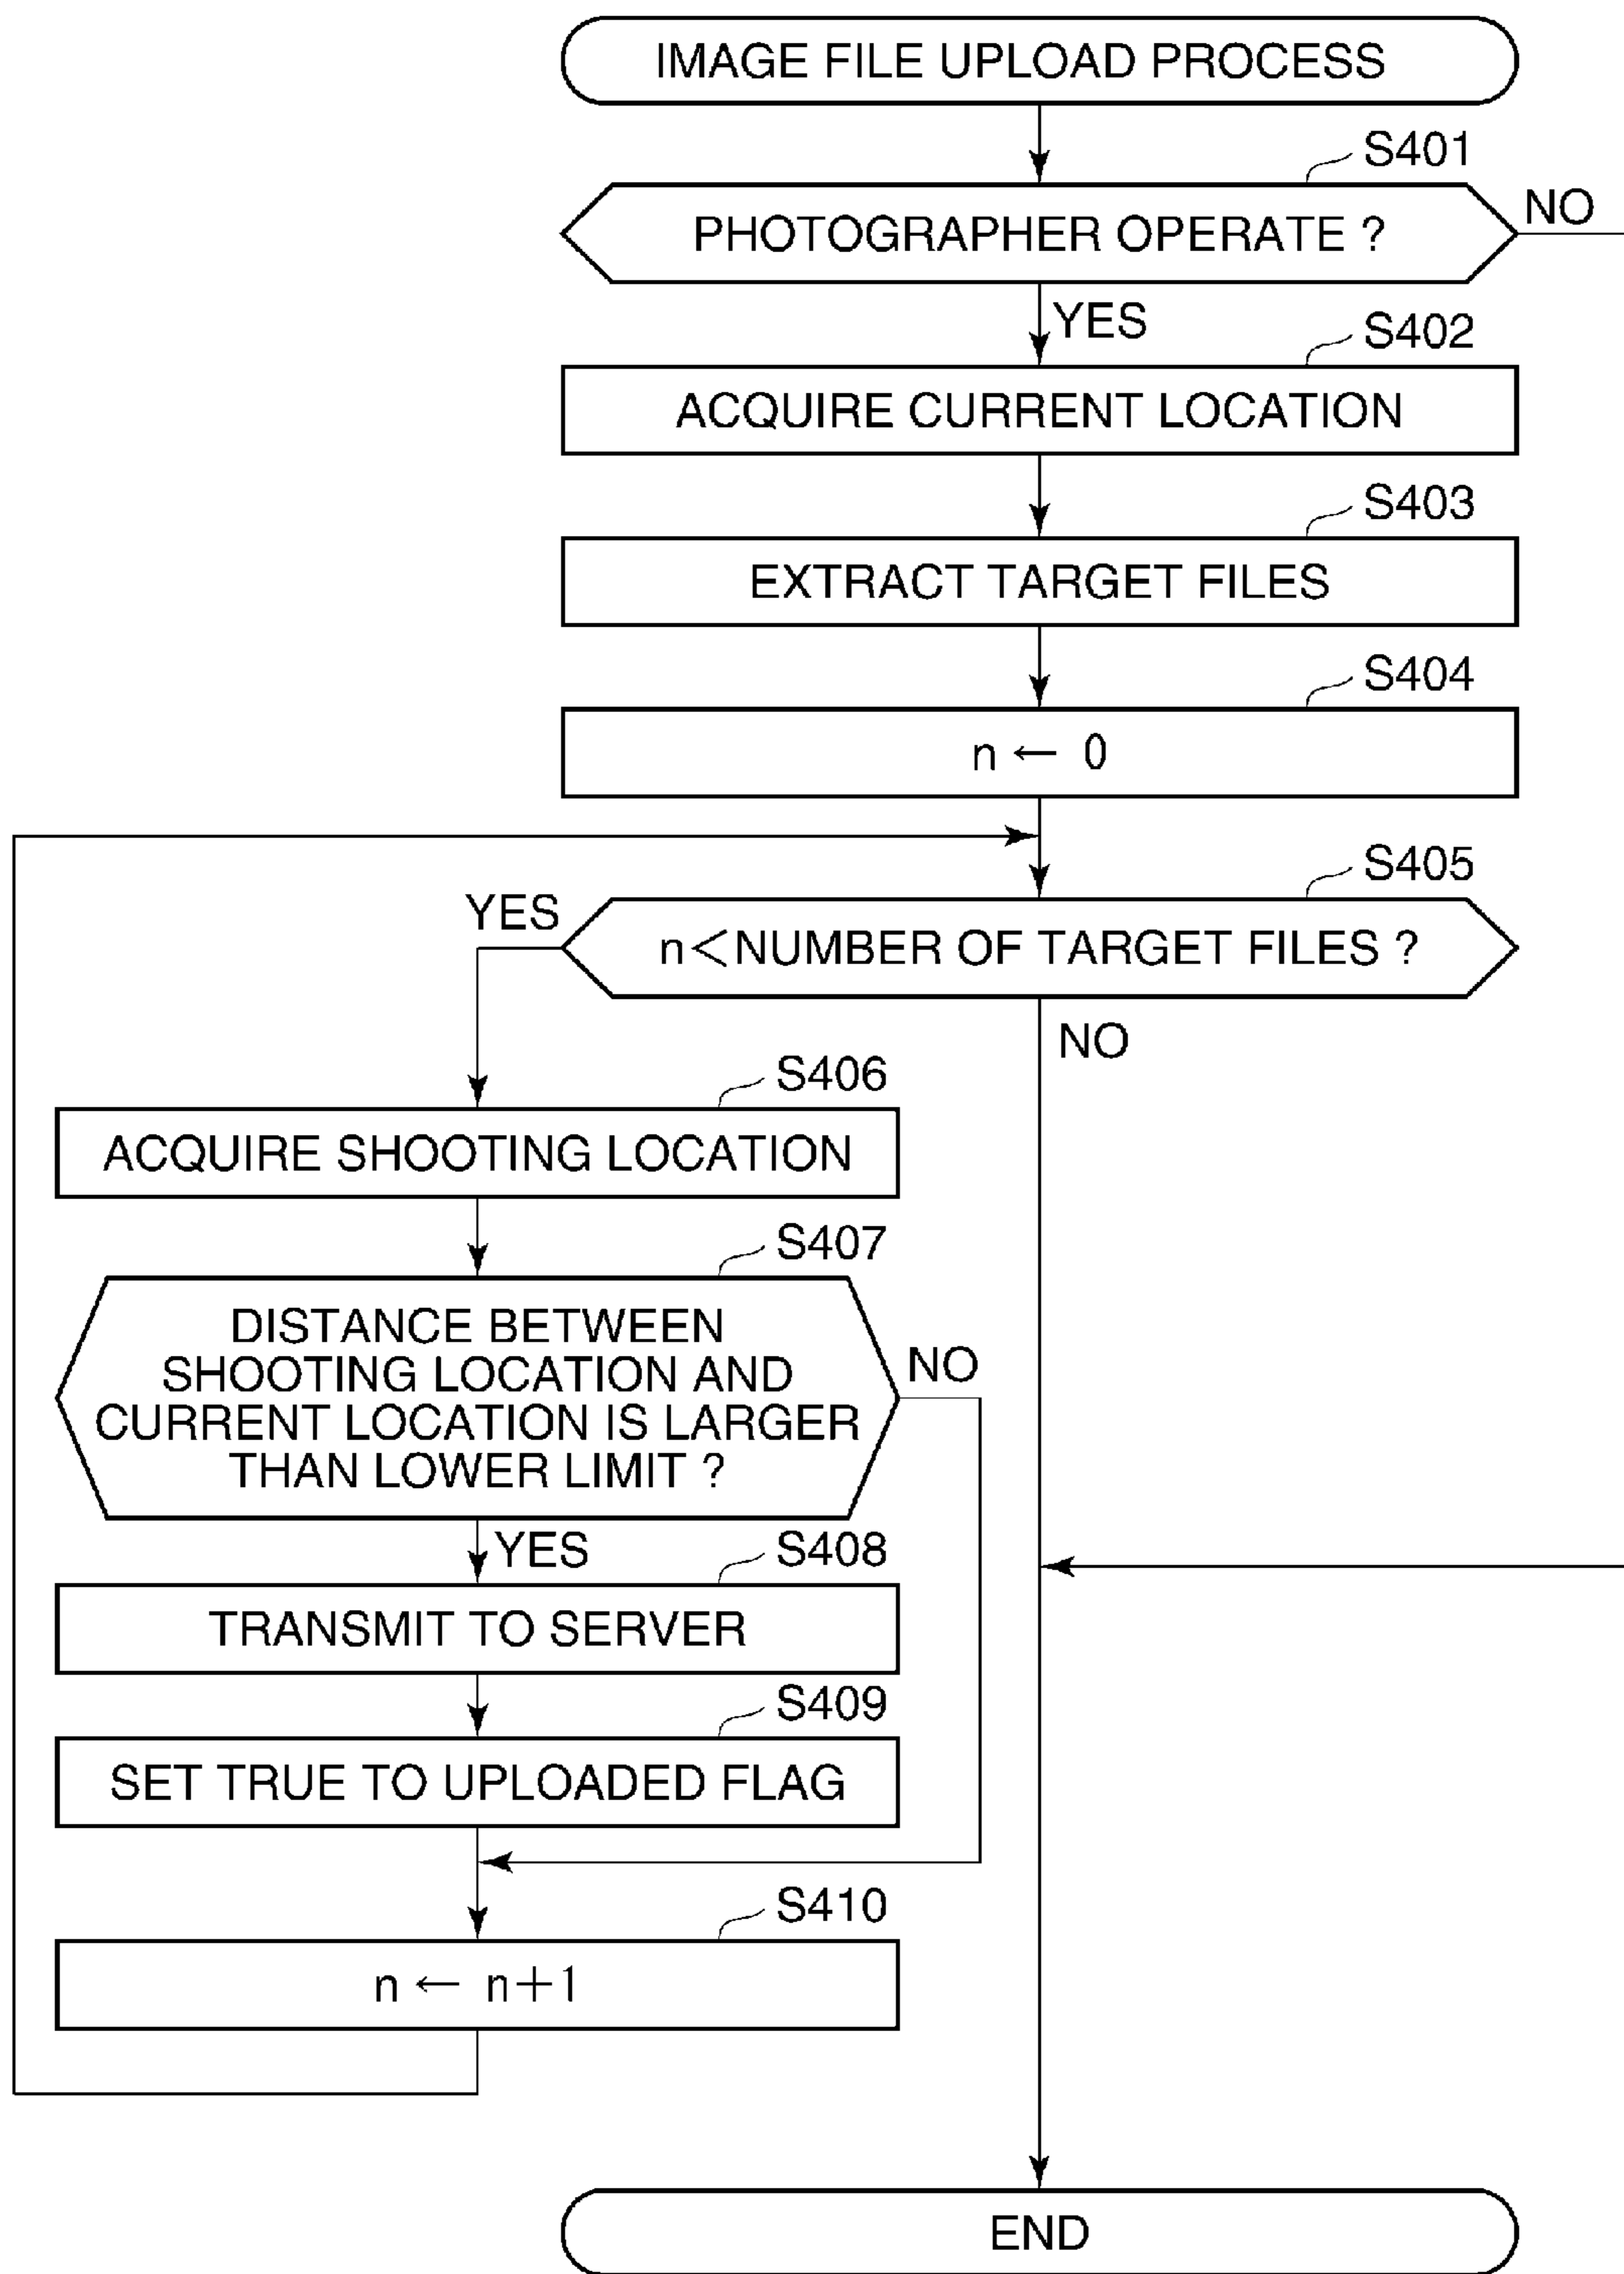 IMAGE FILE UPLOAD PROCESS
S401
PHOTOGRAPHER OPERATE ?
NO
YES
S402
ACQUIRE CURRENT LOCATION
S403
EXTRACT TARGET FILES
S404
n ← 0
S405
YES
n<NUMBER OF TARGET FILES ?
NO
S406
ACQUIRE SHOOTING LOCATION
S407
DISTANCE BETWEEN
SHOOTING LOCATION AND
CURRENT LOCATION IS LARGER
THAN LOWER LIMIT ?
NO
YES
S408
TRANSMIT TO SERVER
S409
SET TRUE TO UPLOADED FLAG
S410
n ← n+1
END